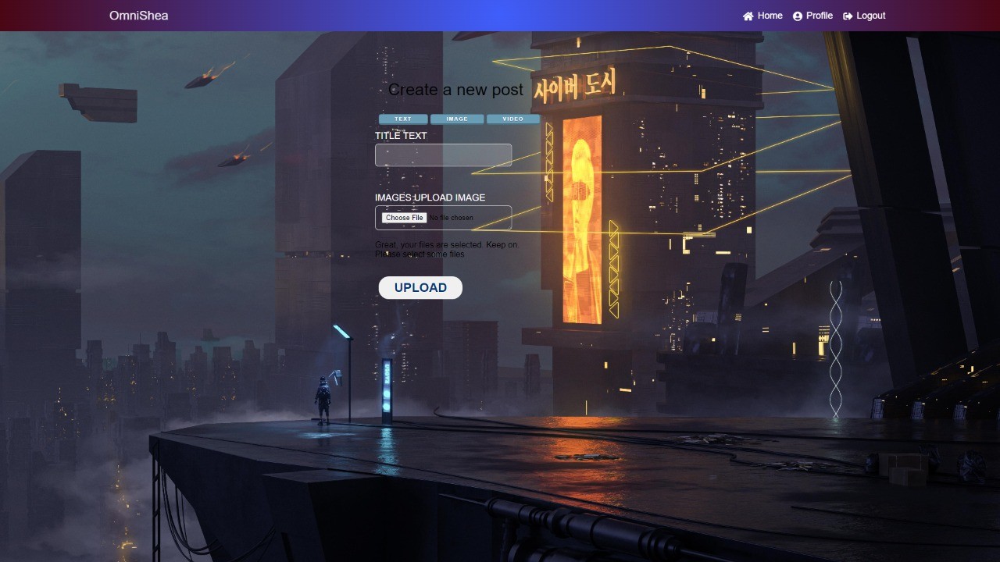 OmniShea
Home Profile Logout
Create a new post
사이버 도시
TEXT IMAGE VIDEO
TITLE TEXT
IMAGES:UPLOAD IMAGE
Choose File No file chosen
Great, your files are selected. Keep on.
Please select some files
UPLOAD